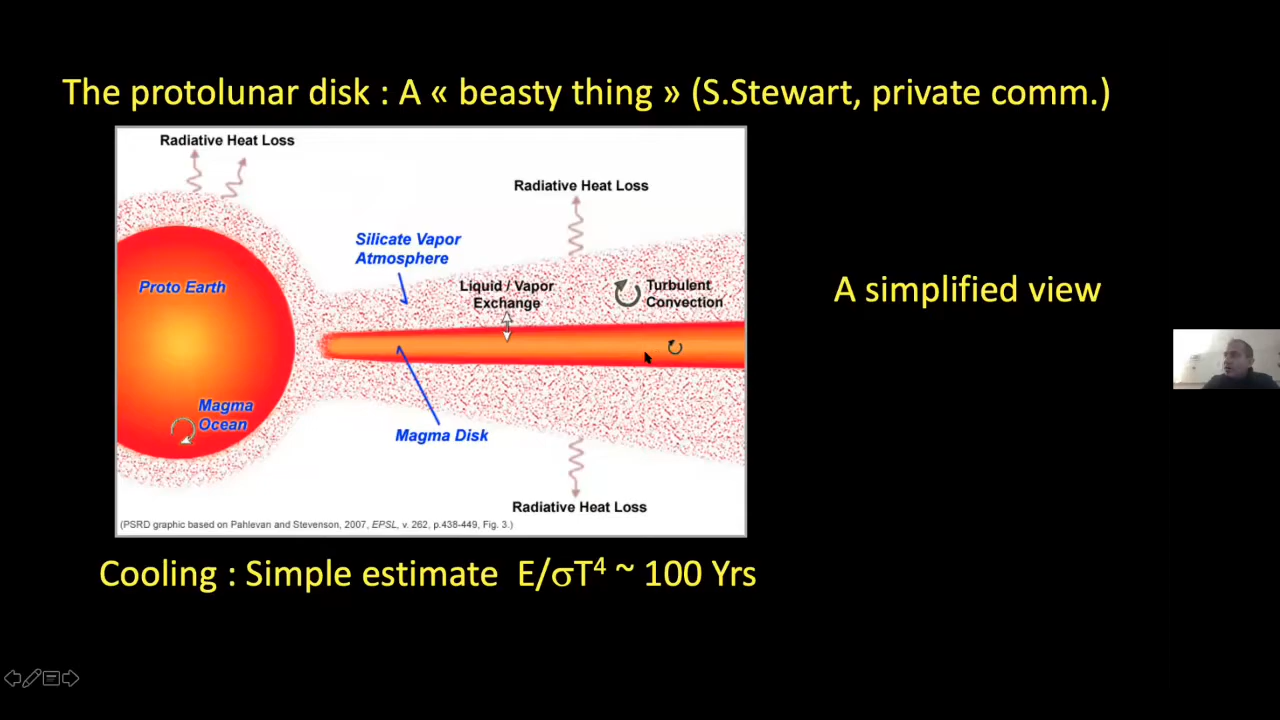 The protolunar disk : A « beasty thing » (S.Stewart, private comm.)
Radiative Heat Loss
Radiative Heat Loss
Silicate Vapor
Atmosphere
Proto Earth
Liquid / Vapor
Exchange
Turbulent
Convection
A simplified view
Magma
Ocean
Magma Disk
Radiative Heat Loss
(PSRD graphic based on Pahlevan and Stevenson, 2007, EPSL, v. 262, p.438-449, Fig. 3.)
Cooling : Simple estimate E/σT⁴ ~ 100 Yrs